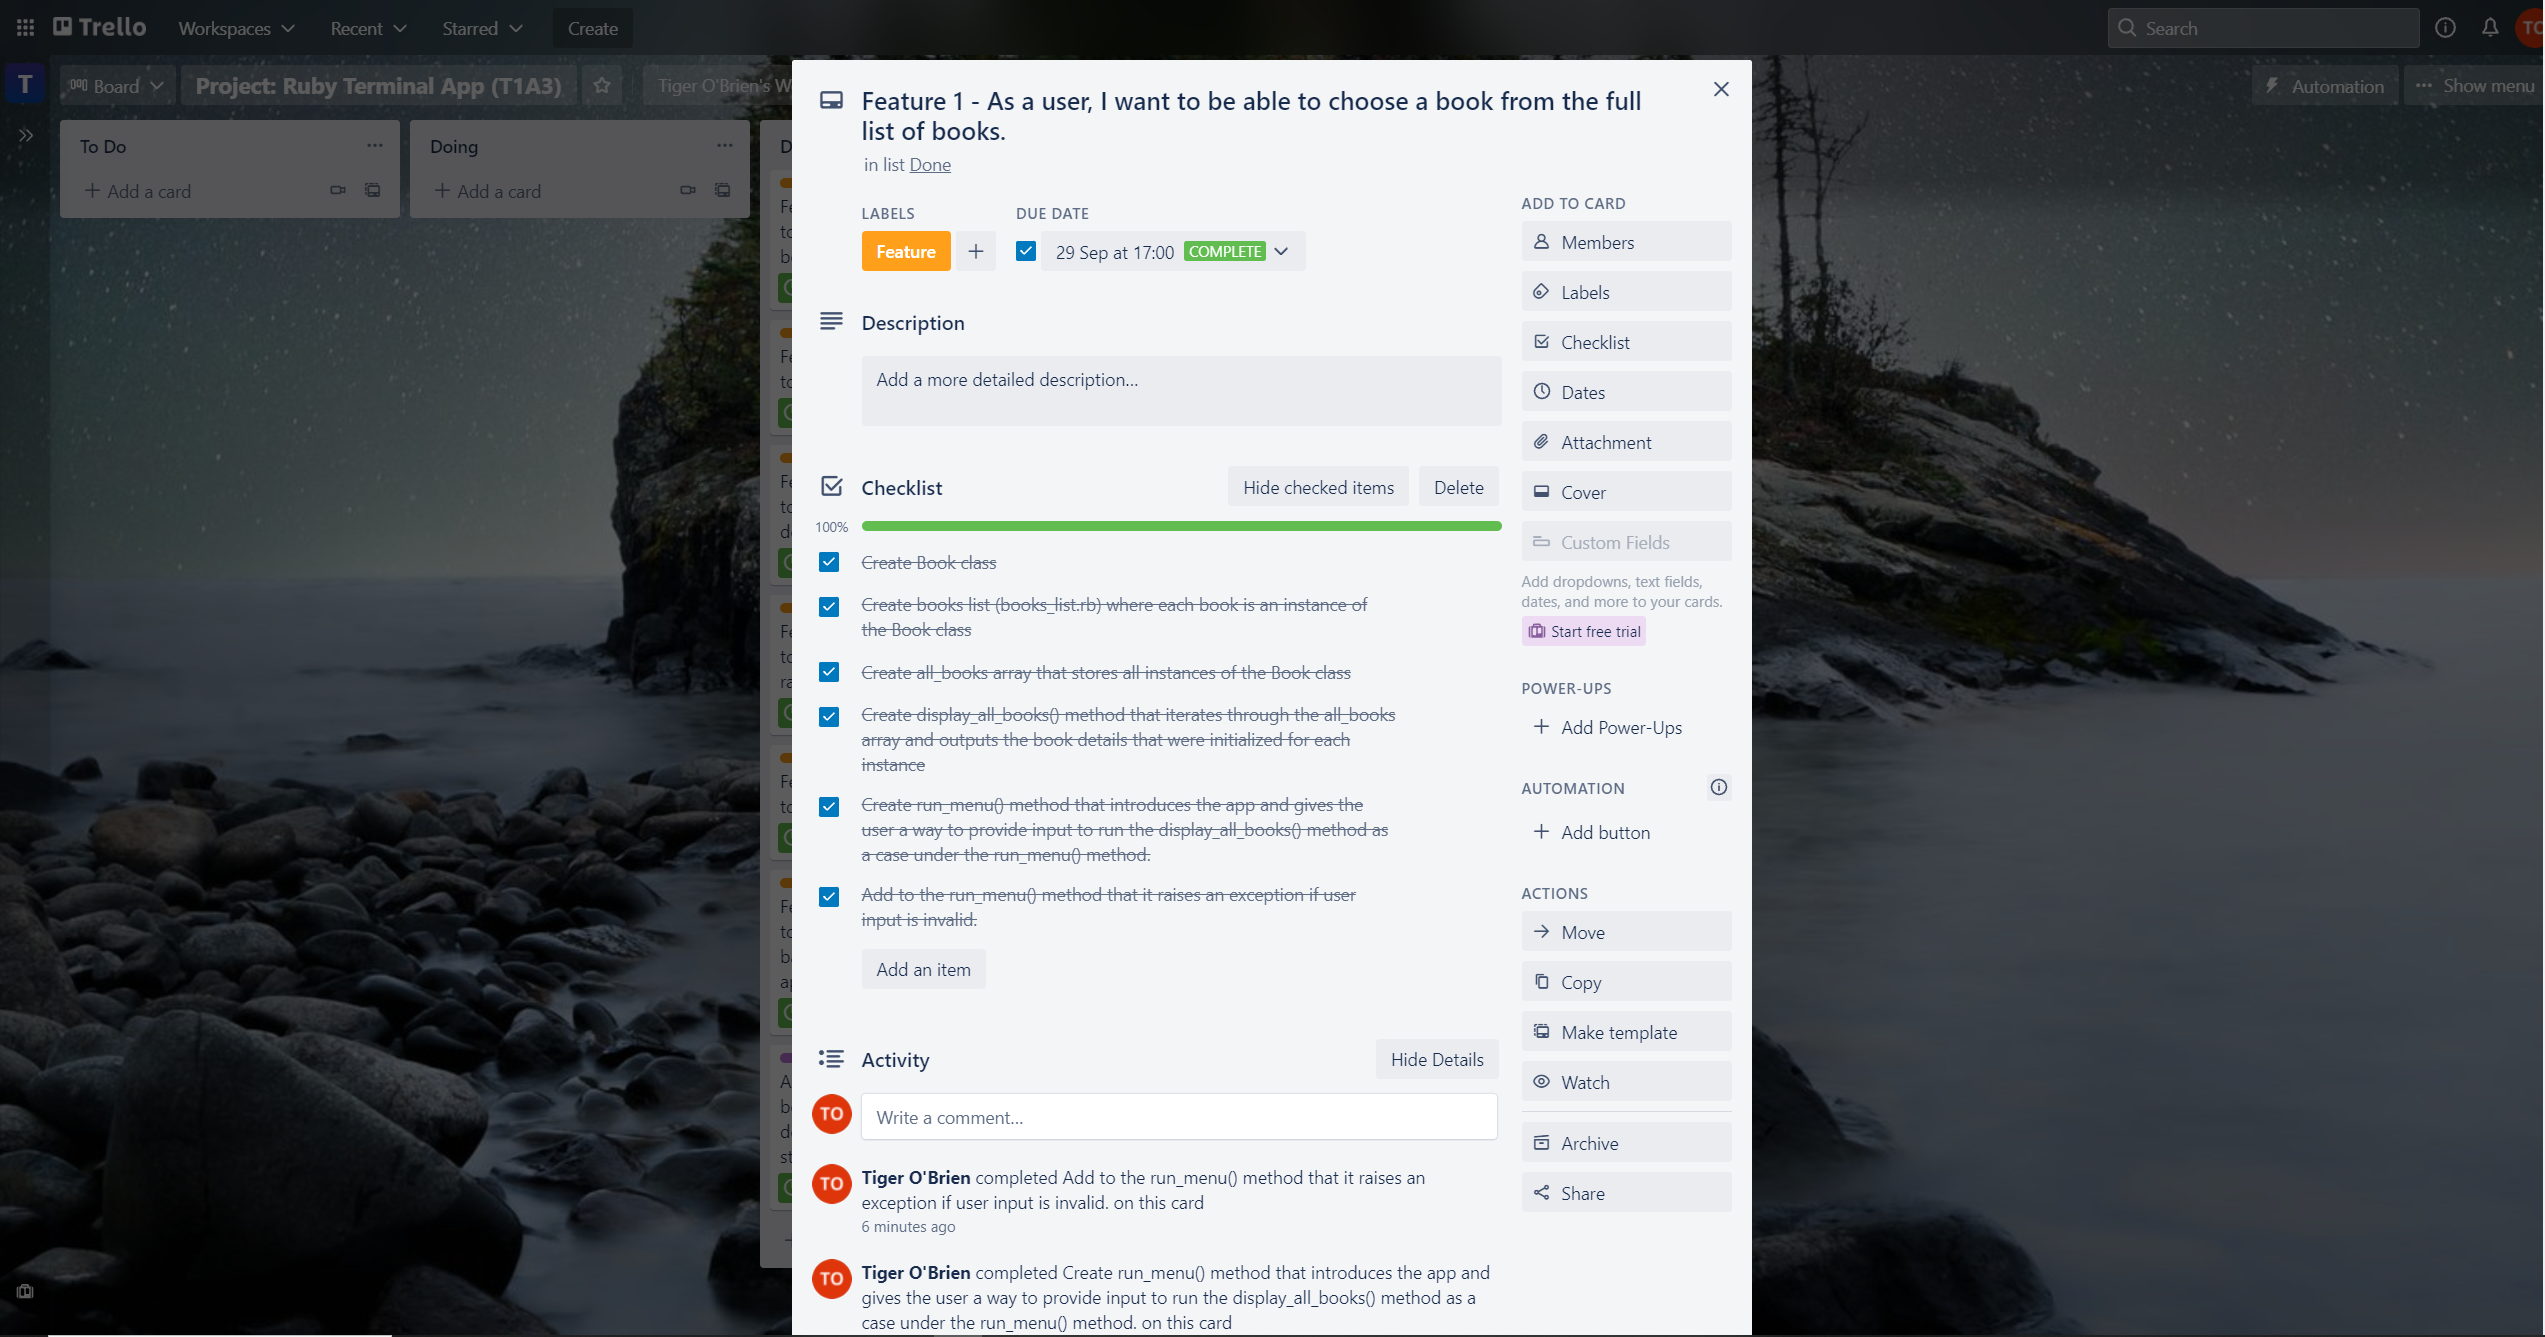 Trello
Workspaces
Recent
Starred
Create
Search
TO
T
Board
Project: Ruby Terminal App (T1A3)
Tiger O'Brien's W
Automation
Show menu
To Do
Add a card
Doing
Add a card
Feature 1 - As a user, I want to be able to choose a book from the full
list of books.
in list Done
LABELS
Feature
DUE DATE
29 Sep at 17:00 COMPLETE
Description
Add a more detailed description...
Checklist
Hide checked items
Delete
100%
Create Book class
Create books list (books_list.rb) where each book is an instance of
the Book class
Create all_books array that stores all instances of the Book class
Create display_all_books() method that iterates through the all_books
array and outputs the book details that were initialized for each
instance
Create run_menu() method that introduces the app and gives the
user a way to provide input to run the display_all_books() method as
a case under the run_menu() method.
Add to the run_menu() method that it raises an exception if user
input is invalid.
Add an item
Activity
Hide Details
TO
Write a comment...
TO
Tiger O'Brien completed Add to the run_menu() method that it raises an
exception if user input is invalid. on this card
6 minutes ago
TO
Tiger O'Brien completed Create run_menu() method that introduces the app and
gives the user a way to provide input to run the display_all_books() method as a
case under the run_menu() method. on this card
ADD TO CARD
Members
Labels
Checklist
Dates
Attachment
Cover
Custom Fields
Add dropdowns, text fields,
dates, and more to your cards.
Start free trial
POWER-UPS
Add Power-Ups
AUTOMATION
Add button
ACTIONS
Move
Copy
Make template
Watch
Archive
Share